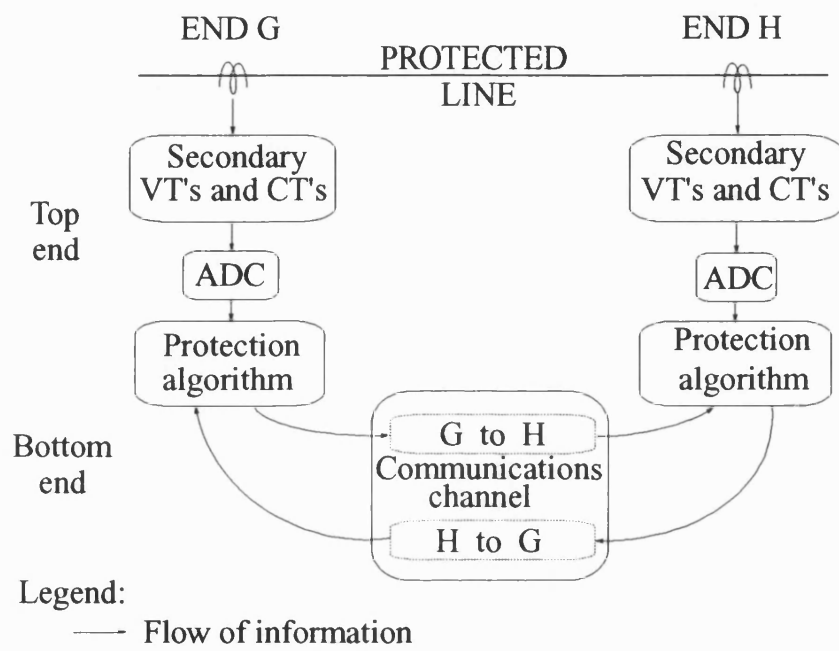 END G
END H
PROTECTED
LINE
Secondary
VT's and CT's
Secondary
VT's and CT's
Top
end
ADC
ADC
Protection
algorithm
Protection
algorithm
Bottom
end
G to H
Communications
channel
H to G
Legend:
Flow of information